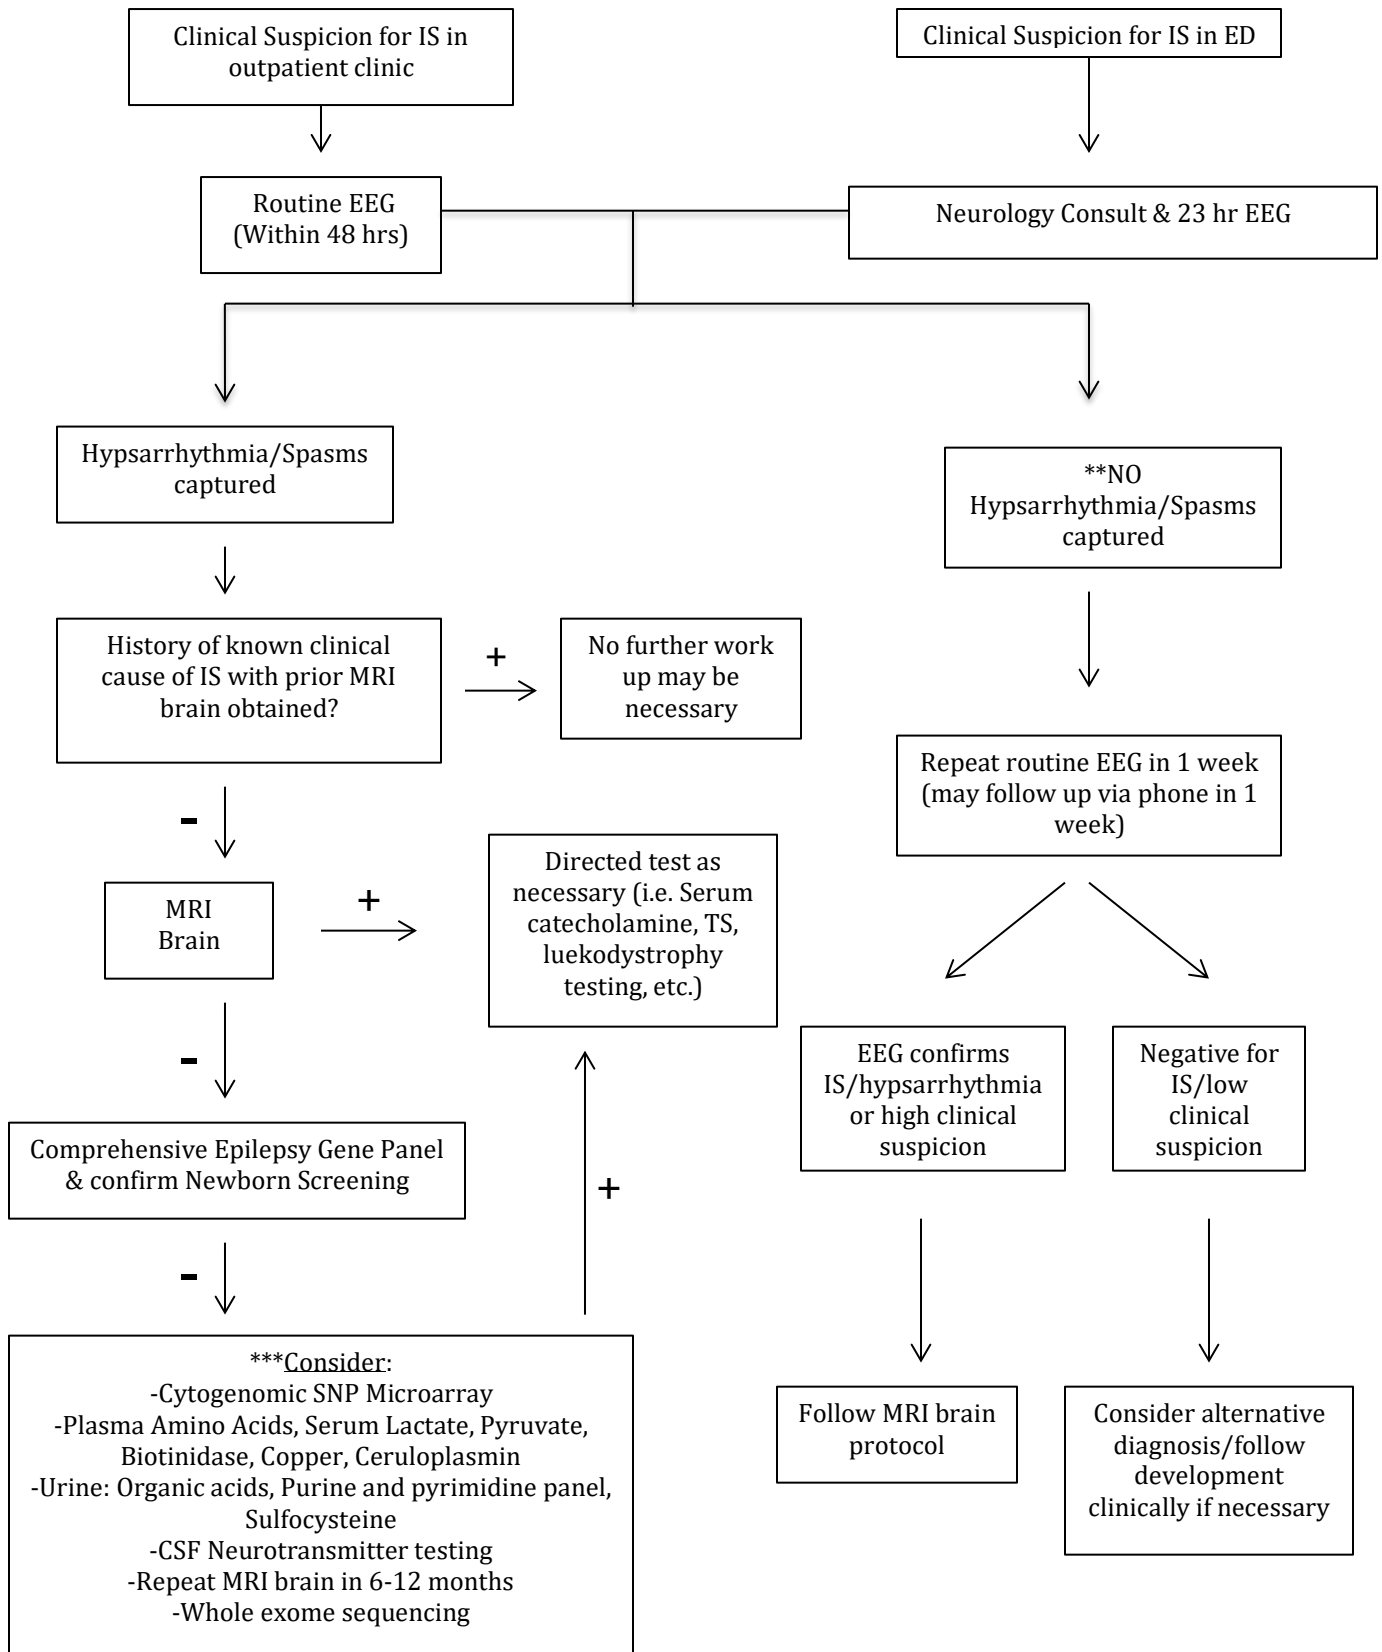 Clinical Suspicion for IS in
outpatient clinic
Clinical Suspicion for IS in ED
Routine EEG
(Within 48 hrs)
Neurology Consult & 23 hr EEG
Hypsarrhythmia/Spasms
captured
**NO
Hypsarrhythmia/Spasms
captured
History of known clinical
cause of IS with prior MRI
brain obtained?
+
No further work
up may be
necessary
Repeat routine EEG in 1 week
(may follow up via phone in 1
week)
-
MRI
Brain
+
Directed test as
necessary (i.e. Serum
catecholamine, TS,
luekodystrophy
testing, etc.)
EEG confirms
IS/hypsarrhythmia
or high clinical
suspicion
Negative for
IS/low
clinical
suspicion
-
Comprehensive Epilepsy Gene Panel
& confirm Newborn Screening
+
-
***Consider:
-Cytogenomic SNP Microarray
-Plasma Amino Acids, Serum Lactate, Pyruvate,
Biotinidase, Copper, Ceruloplasmin
-Urine: Organic acids, Purine and pyrimidine panel,
Sulfocysteine
-CSF Neurotransmitter testing
-Repeat MRI brain in 6-12 months
-Whole exome sequencing
Follow MRI brain
protocol
Consider alternative
diagnosis/follow
development
clinically if necessary